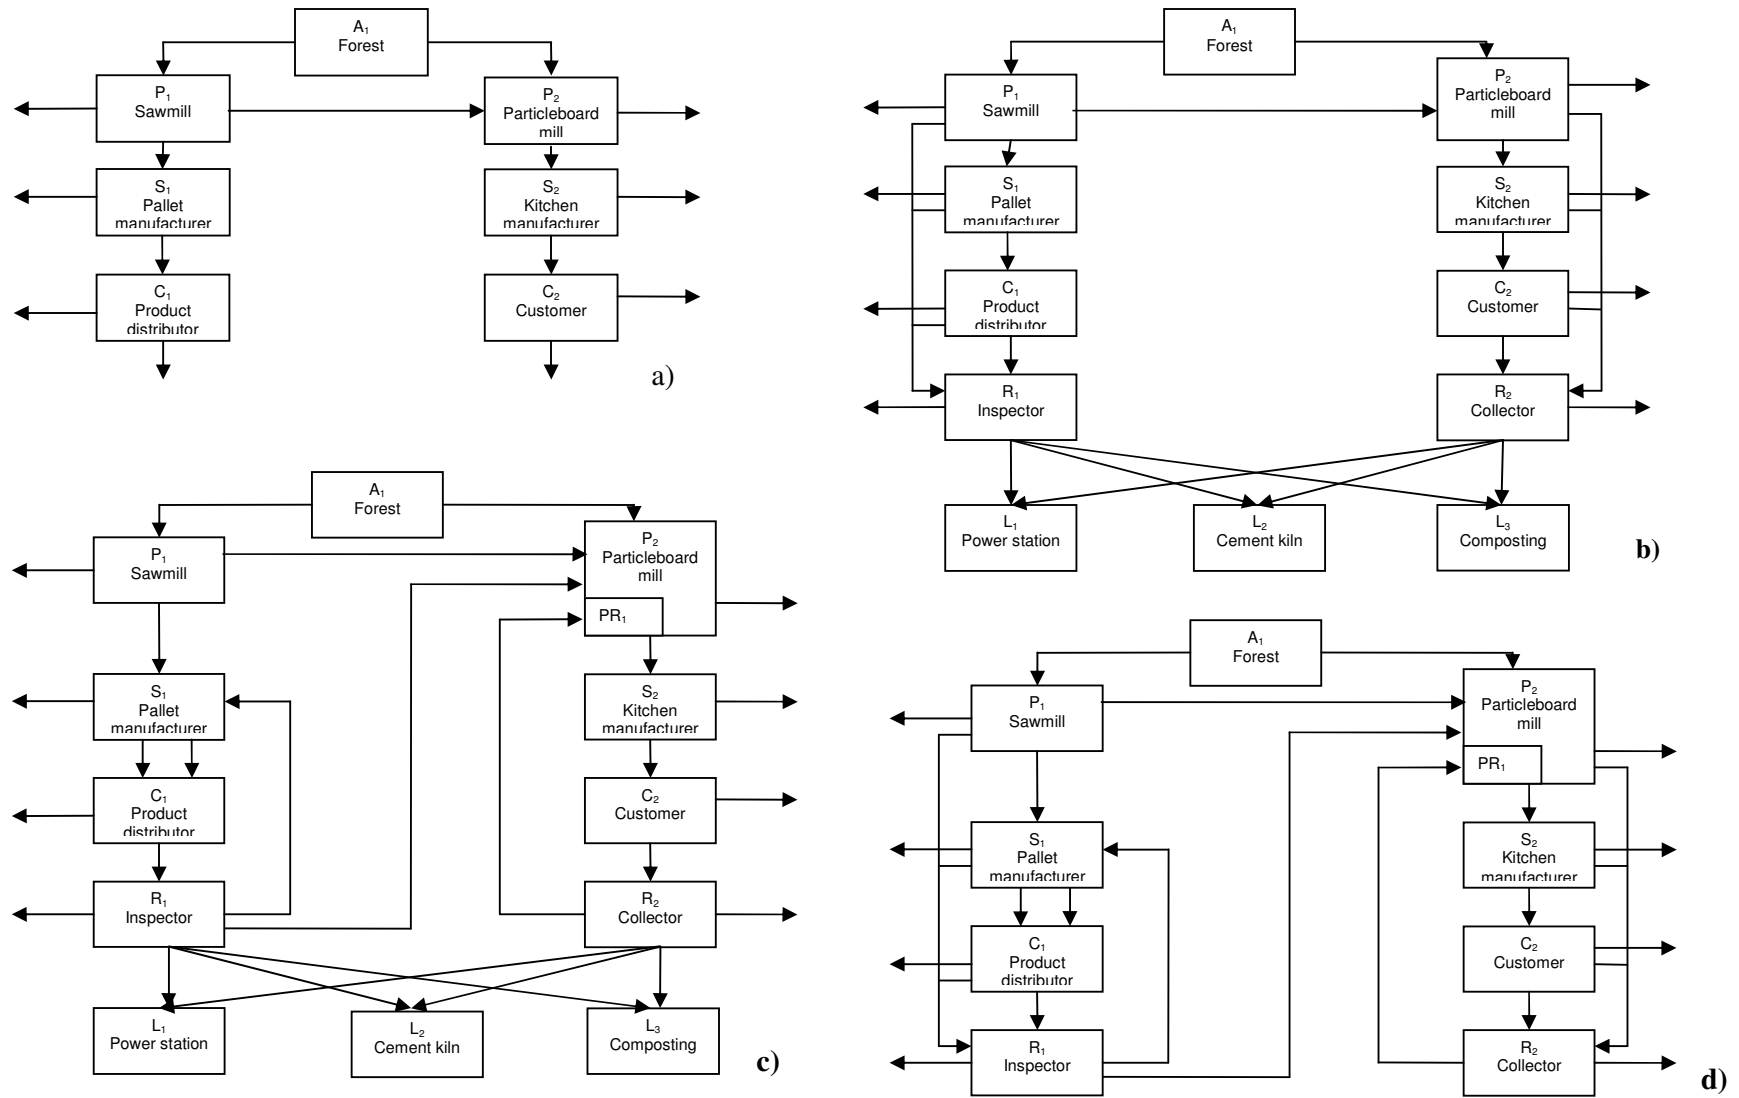 A₁
Forest
P₁
Sawmill
P₂
Particleboard
mill
S₁
Pallet
manufacturer
S₂
Kitchen
manufacturer
C₁
Product
distributor
C₂
Customer
a)
A₁
Forest
P₁
Sawmill
P₂
Particleboard
mill
S₁
Pallet
manufacturer
S₂
Kitchen
manufacturer
C₁
Product
distributor
C₂
Customer
R₁
Inspector
R₂
Collector
L₁
Power station
L₂
Cement kiln
L₃
Composting
b)
A₁
Forest
P₁
Sawmill
P₂
Particleboard
mill
PR₁
S₁
Pallet
manufacturer
S₂
Kitchen
manufacturer
C₁
Product
distributor
C₂
Customer
R₁
Inspector
R₂
Collector
L₁
Power station
L₂
Cement kiln
L₃
Composting
c)
A₁
Forest
P₁
Sawmill
P₂
Particleboard
mill
PR₁
S₁
Pallet
manufacturer
S₂
Kitchen
manufacturer
C₁
Product
distributor
C₂
Customer
R₁
Inspector
R₂
Collector
d)